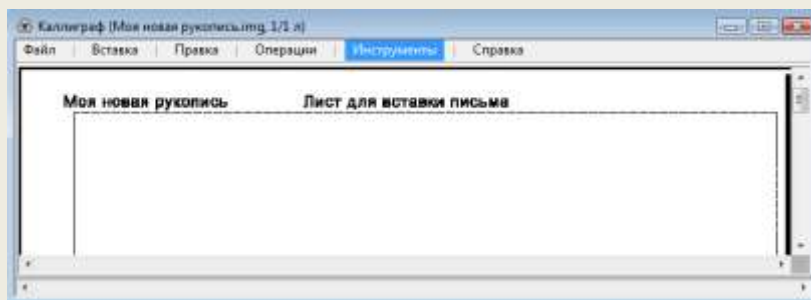 Каллиграф (Моя новая рукопись.img, 1/1 л)
Файл | Вставка | Правка | Операции | Инструменты | Справка
Моя новая рукопись Лист для вставки письма